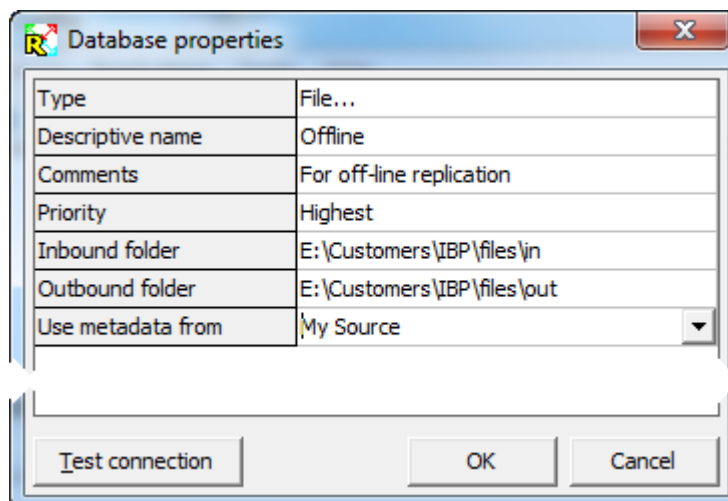 Database properties
Type File...
Descriptive name Offline
Comments For off-line replication
Priority Highest
Inbound folder E:\Customers\IBP\files\in
Outbound folder E:\Customers\IBP\files\out
Use metadata from My Source
Test connection OK Cancel